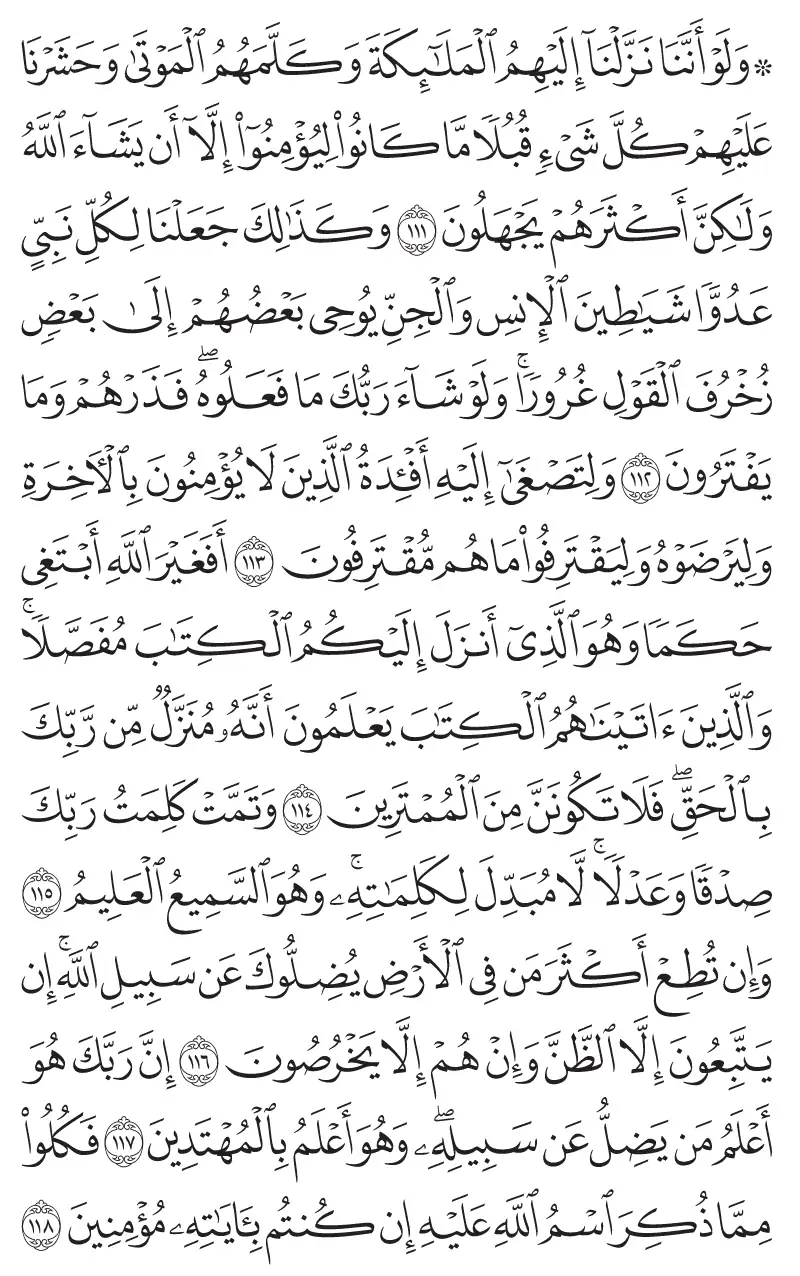 ۞ وَلَوۡ أَنَّنَا نَزَّلۡنَآ إِلَيۡهِمُ ٱلۡمَلَٰٓئِكَةَ وَكَلَّمَهُمُ ٱلۡمَوۡتَىٰ وَحَشَرۡنَا
عَلَيۡهِمۡ كُلَّ شَيۡءٖ قُبُلٗا مَّا كَانُواْ لِيُؤۡمِنُوٓاْ إِلَّآ أَن يَشَآءَ ٱللَّهُ
وَلَٰكِنَّ أَكۡثَرَهُمۡ يَجۡهَلُونَ ١١١ وَكَذَٰلِكَ جَعَلۡنَا لِكُلِّ نَبِيٍّ
عَدُوّٗا شَيَٰطِينَ ٱلۡإِنسِ وَٱلۡجِنِّ يُوحِي بَعۡضُهُمۡ إِلَىٰ بَعۡضٖ
زُخۡرُفَ ٱلۡقَوۡلِ غُرُورٗاۚ وَلَوۡ شَآءَ رَبُّكَ مَا فَعَلُوهُۖ فَذَرۡهُمۡ وَمَا
يَفۡتَرُونَ ١١٢ وَلِتَصۡغَىٰٓ إِلَيۡهِ أَفۡـِٔدَةُ ٱلَّذِينَ لَا يُؤۡمِنُونَ بِٱلۡأٓخِرَةِ
وَلِيَرۡضَوۡهُ وَلِيَقۡتَرِفُواْ مَا هُم مُّقۡتَرِفُونَ ١١٣ أَفَغَيۡرَ ٱللَّهِ أَبۡتَغِي
حَكَمٗا وَهُوَ ٱلَّذِيٓ أَنزَلَ إِلَيۡكُمُ ٱلۡكِتَٰبَ مُفَصَّلٗاۚ
وَٱلَّذِينَ ءَاتَيۡنَٰهُمُ ٱلۡكِتَٰبَ يَعۡلَمُونَ أَنَّهُۥ مُنَزَّلٞ مِّن رَّبِّكَ
بِٱلۡحَقِّۖ فَلَا تَكُونَنَّ مِنَ ٱلۡمُمۡتَرِينَ ١١٤ وَتَمَّتۡ كَلِمَتُ رَبِّكَ
صِدۡقٗا وَعَدۡلٗاۚ لَّا مُبَدِّلَ لِكَلِمَٰتِهِۦۚ وَهُوَ ٱلسَّمِيعُ ٱلۡعَلِيمُ ١١٥
وَإِن تُطِعۡ أَكۡثَرَ مَن فِي ٱلۡأَرۡضِ يُضِلُّوكَ عَن سَبِيلِ ٱللَّهِۚ إِن
يَتَّبِعُونَ إِلَّا ٱلظَّنَّ وَإِنۡ هُمۡ إِلَّا يَخۡرُصُونَ ١١٦ إِنَّ رَبَّكَ هُوَ
أَعۡلَمُ مَن يَضِلُّ عَن سَبِيلِهِۦۖ وَهُوَ أَعۡلَمُ بِٱلۡمُهۡتَدِينَ ١١٧ فَكُلُواْ
مِمَّا ذُكِرَ ٱسۡمُ ٱللَّهِ عَلَيۡهِ إِن كُنتُم بِـَٔايَٰتِهِۦ مُؤۡمِنِينَ ١١٨